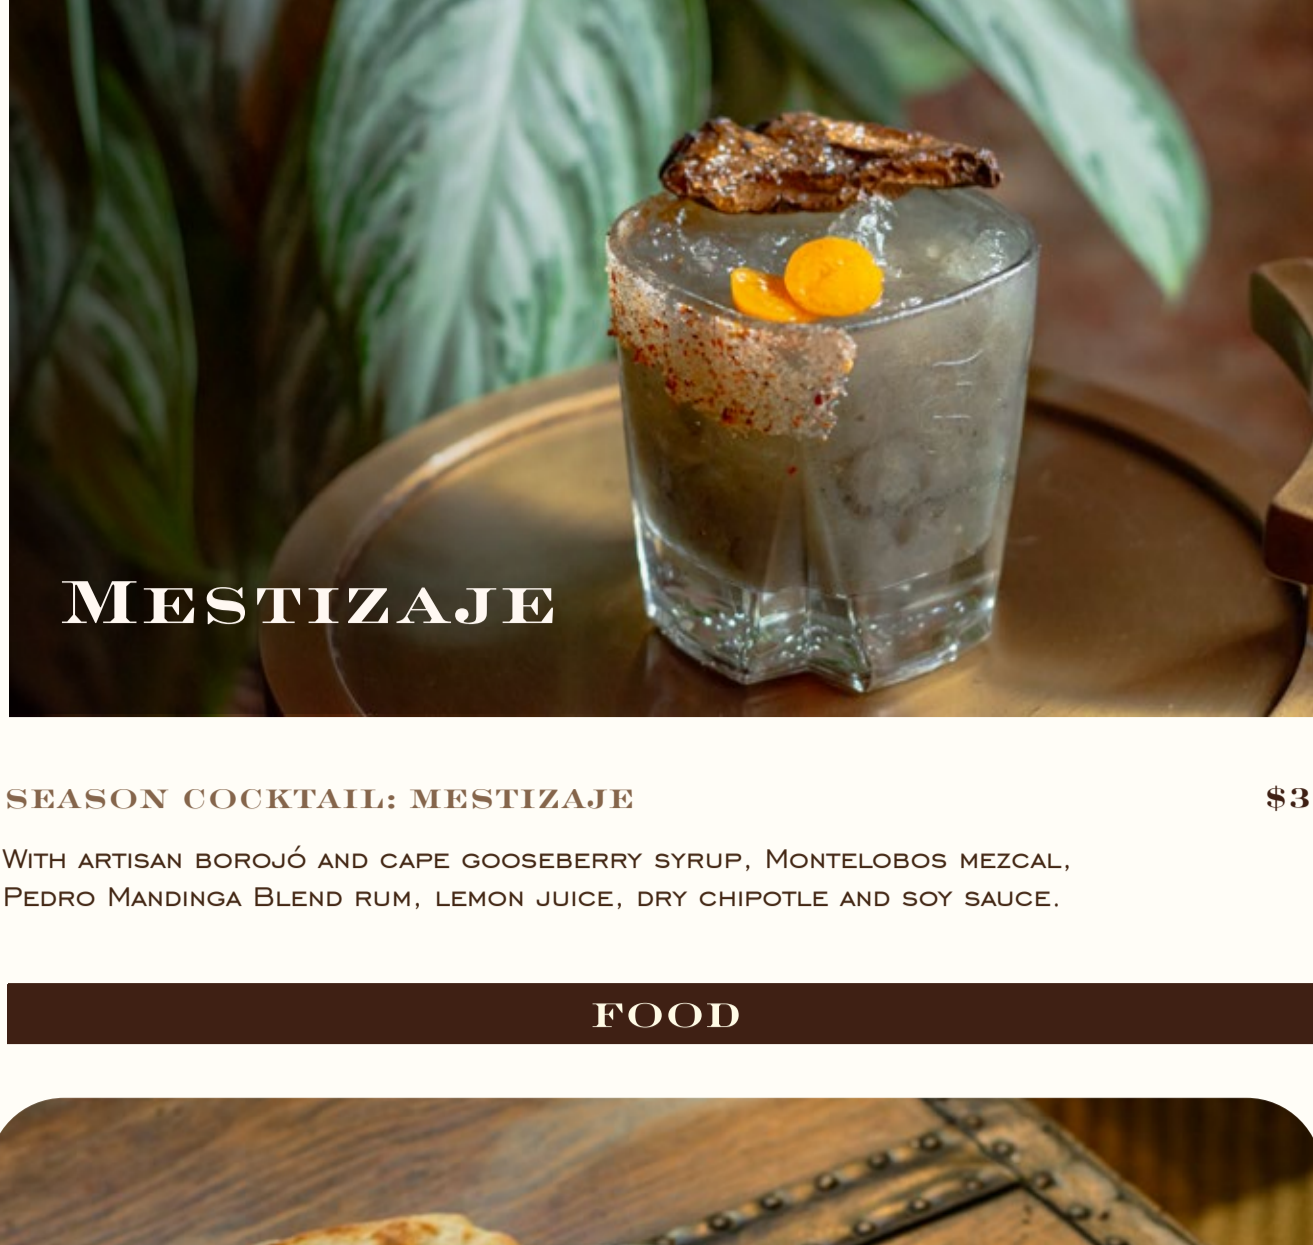 MESTIZAJE
SEASON COCKTAIL: MESTIZAJE $3
WITH ARTISAN BOROJÓ AND CAPE GOOSEBERRY SYRUP, MONTELOBOS MEZCAL,
PEDRO MANDINGA BLEND RUM, LEMON JUICE, DRY CHIPOTLE AND SOY SAUCE.
FOOD